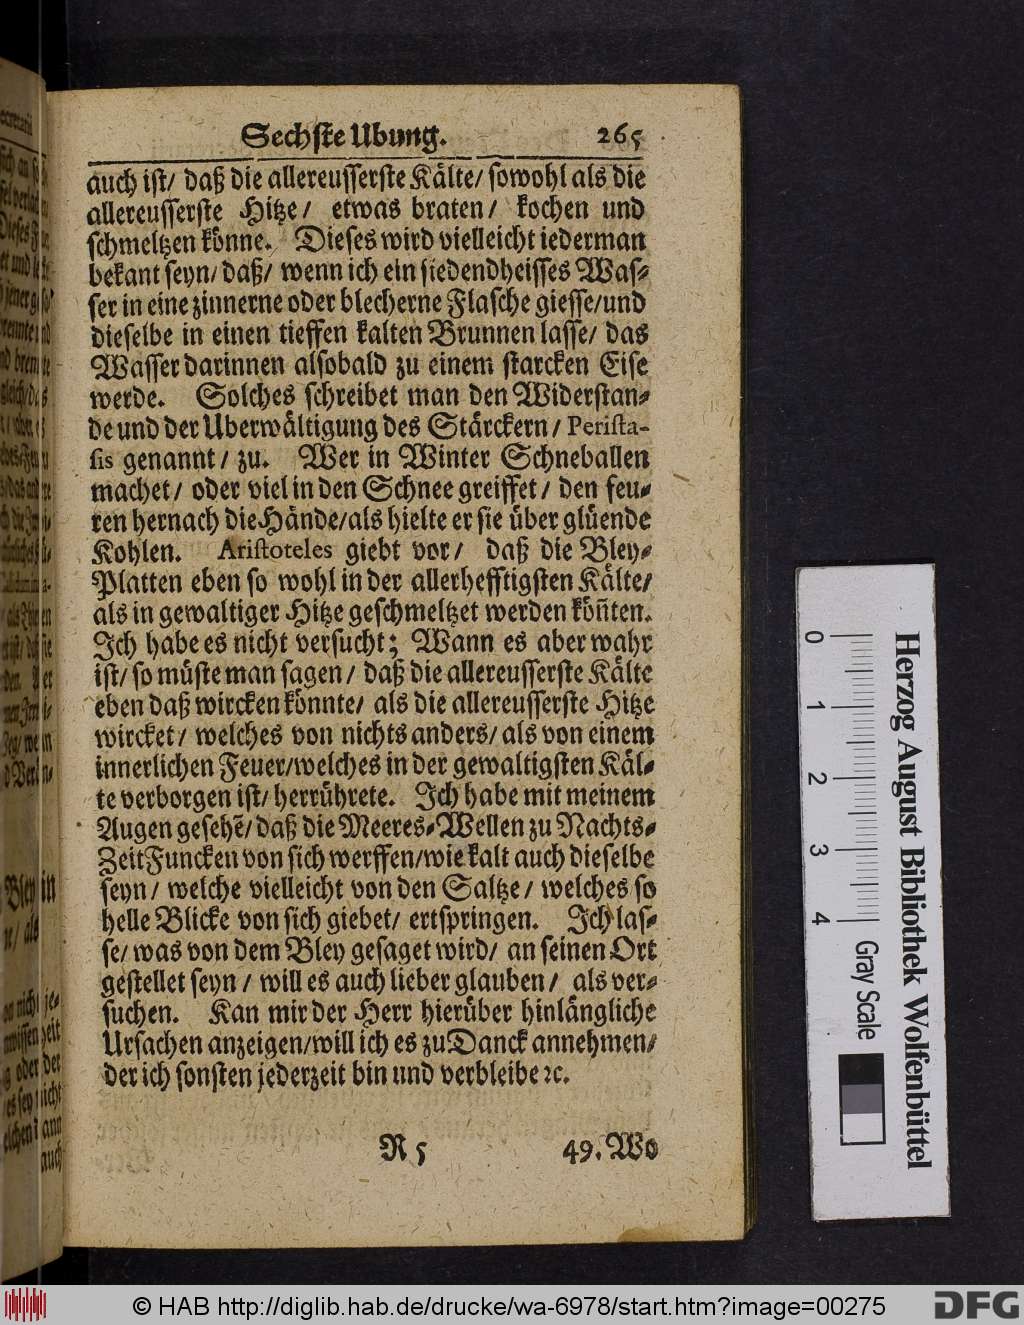 Sechste Ubung. 265
auch ist/ daß die allereusserste Kälte/ sowohl als die
allereusserste Hitze/ etwas braten/ kochen und
schmeltzen könne. Dieses wird vielleicht iederman
bekant seyn/ daß/ wenn ich ein siedendheisses Was-
ser in eine zinnerne oder blecherne Flasche giesse/und
dieselbe in einen tieffen kalten Brunnen lasse/ das
Wasser darinnen alsobald zu einem starcken Eise
werde. Solches schreibet man den Widerstan-
de und der Uberwältigung des Stärckern/ Perista-
sis genannt/ zu. Wer in Winter Schneballen
machet/ oder viel in den Schnee greiffet/ den feu-
ren hernach die Hände/als hielte er sie über glüende
Kohlen. Aristoteles giebt vor/ daß die Bley-
Platten eben so wohl in der allerhefftigsten Kälte/
als in gewaltiger Hitze geschmeltzet werden köñten.
Ich habe es nicht versucht; Wann es aber wahr
ist/ so müste man sagen/ daß die allereusserste Kälte
eben daß wircken könnte/ als die allereusserste Hitze
wircket/ welches von nichts anders/ als von einem
innerlichen Feuer/welches in der gewaltigsten Käl-
te verborgen ist/ herrührete. Ich habe mit meinem
Augen gesehẽ/ daß die Meeres-Wellen zu Nachts-
Zeit Funcken von sich werffen/wie kalt auch dieselbe
seyn/ welche vielleicht von den Saltze/ welches so
helle Blicke von sich giebet/ ertspringen. Ich las-
se/ was von dem Bley gesaget wird/ an seinen Ort
gestellet seyn/ will es auch lieber glauben/ als ver-
suchen. Kan mir der Herr hierüber hinlängliche
Ursachen anzeigen/will ich es zu Danck annehmen/
der ich sonsten jederzeit bin und verbleibe ꝛc.
R 5 49. Wo
0 1 2 3 4 Gray Scale
Herzog August Bibliothek Wolfenbüttel
© HAB http://diglib.hab.de/drucke/wa-6978/start.htm?image=00275
DFG